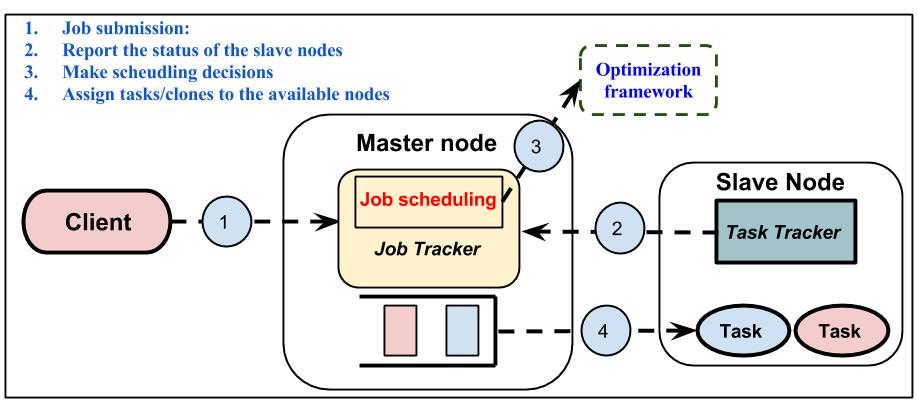 1. Job submission:
2. Report the status of the slave nodes
3. Make scheudling decisions
4. Assign tasks/clones to the available nodes
Optimization
framework
Master node
3
Job scheduling
Job Tracker
Client
1
2
Slave Node
Task Tracker
4
Task
Task